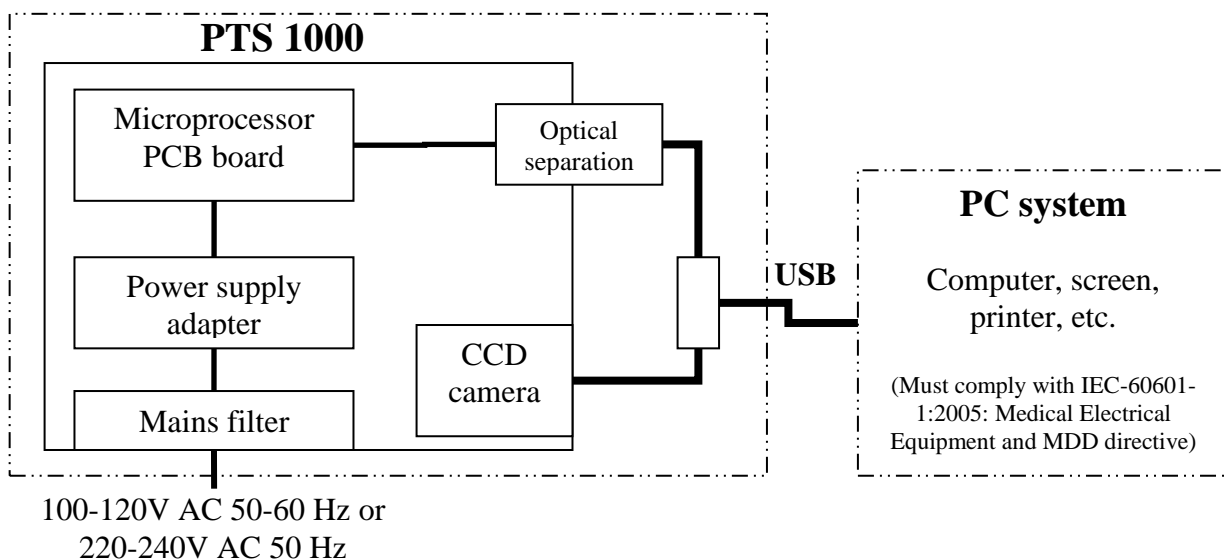 PTS 1000
Microprocessor
PCB board
Optical
separation
Power supply
adapter
CCD
camera
Mains filter
100-120V AC 50-60 Hz or
220-240V AC 50 Hz
USB
PC system
Computer, screen,
printer, etc.
(Must comply with IEC-60601-
1:2005: Medical Electrical
Equipment and MDD directive)